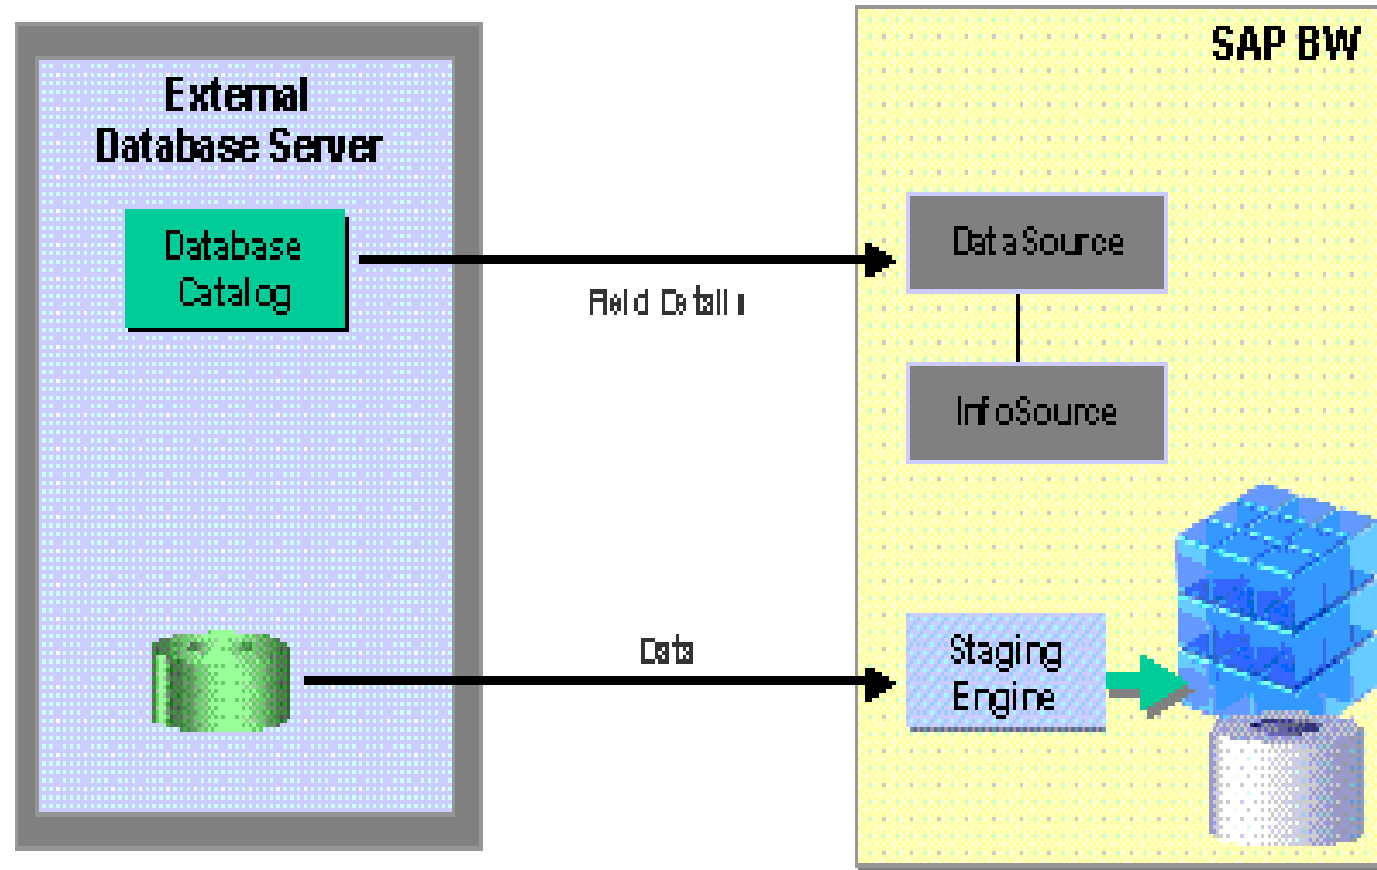 External
Database Server
Database
Catalog
Field Details
Data
SAP BW
DataSource
InfoSource
Staging
Engine